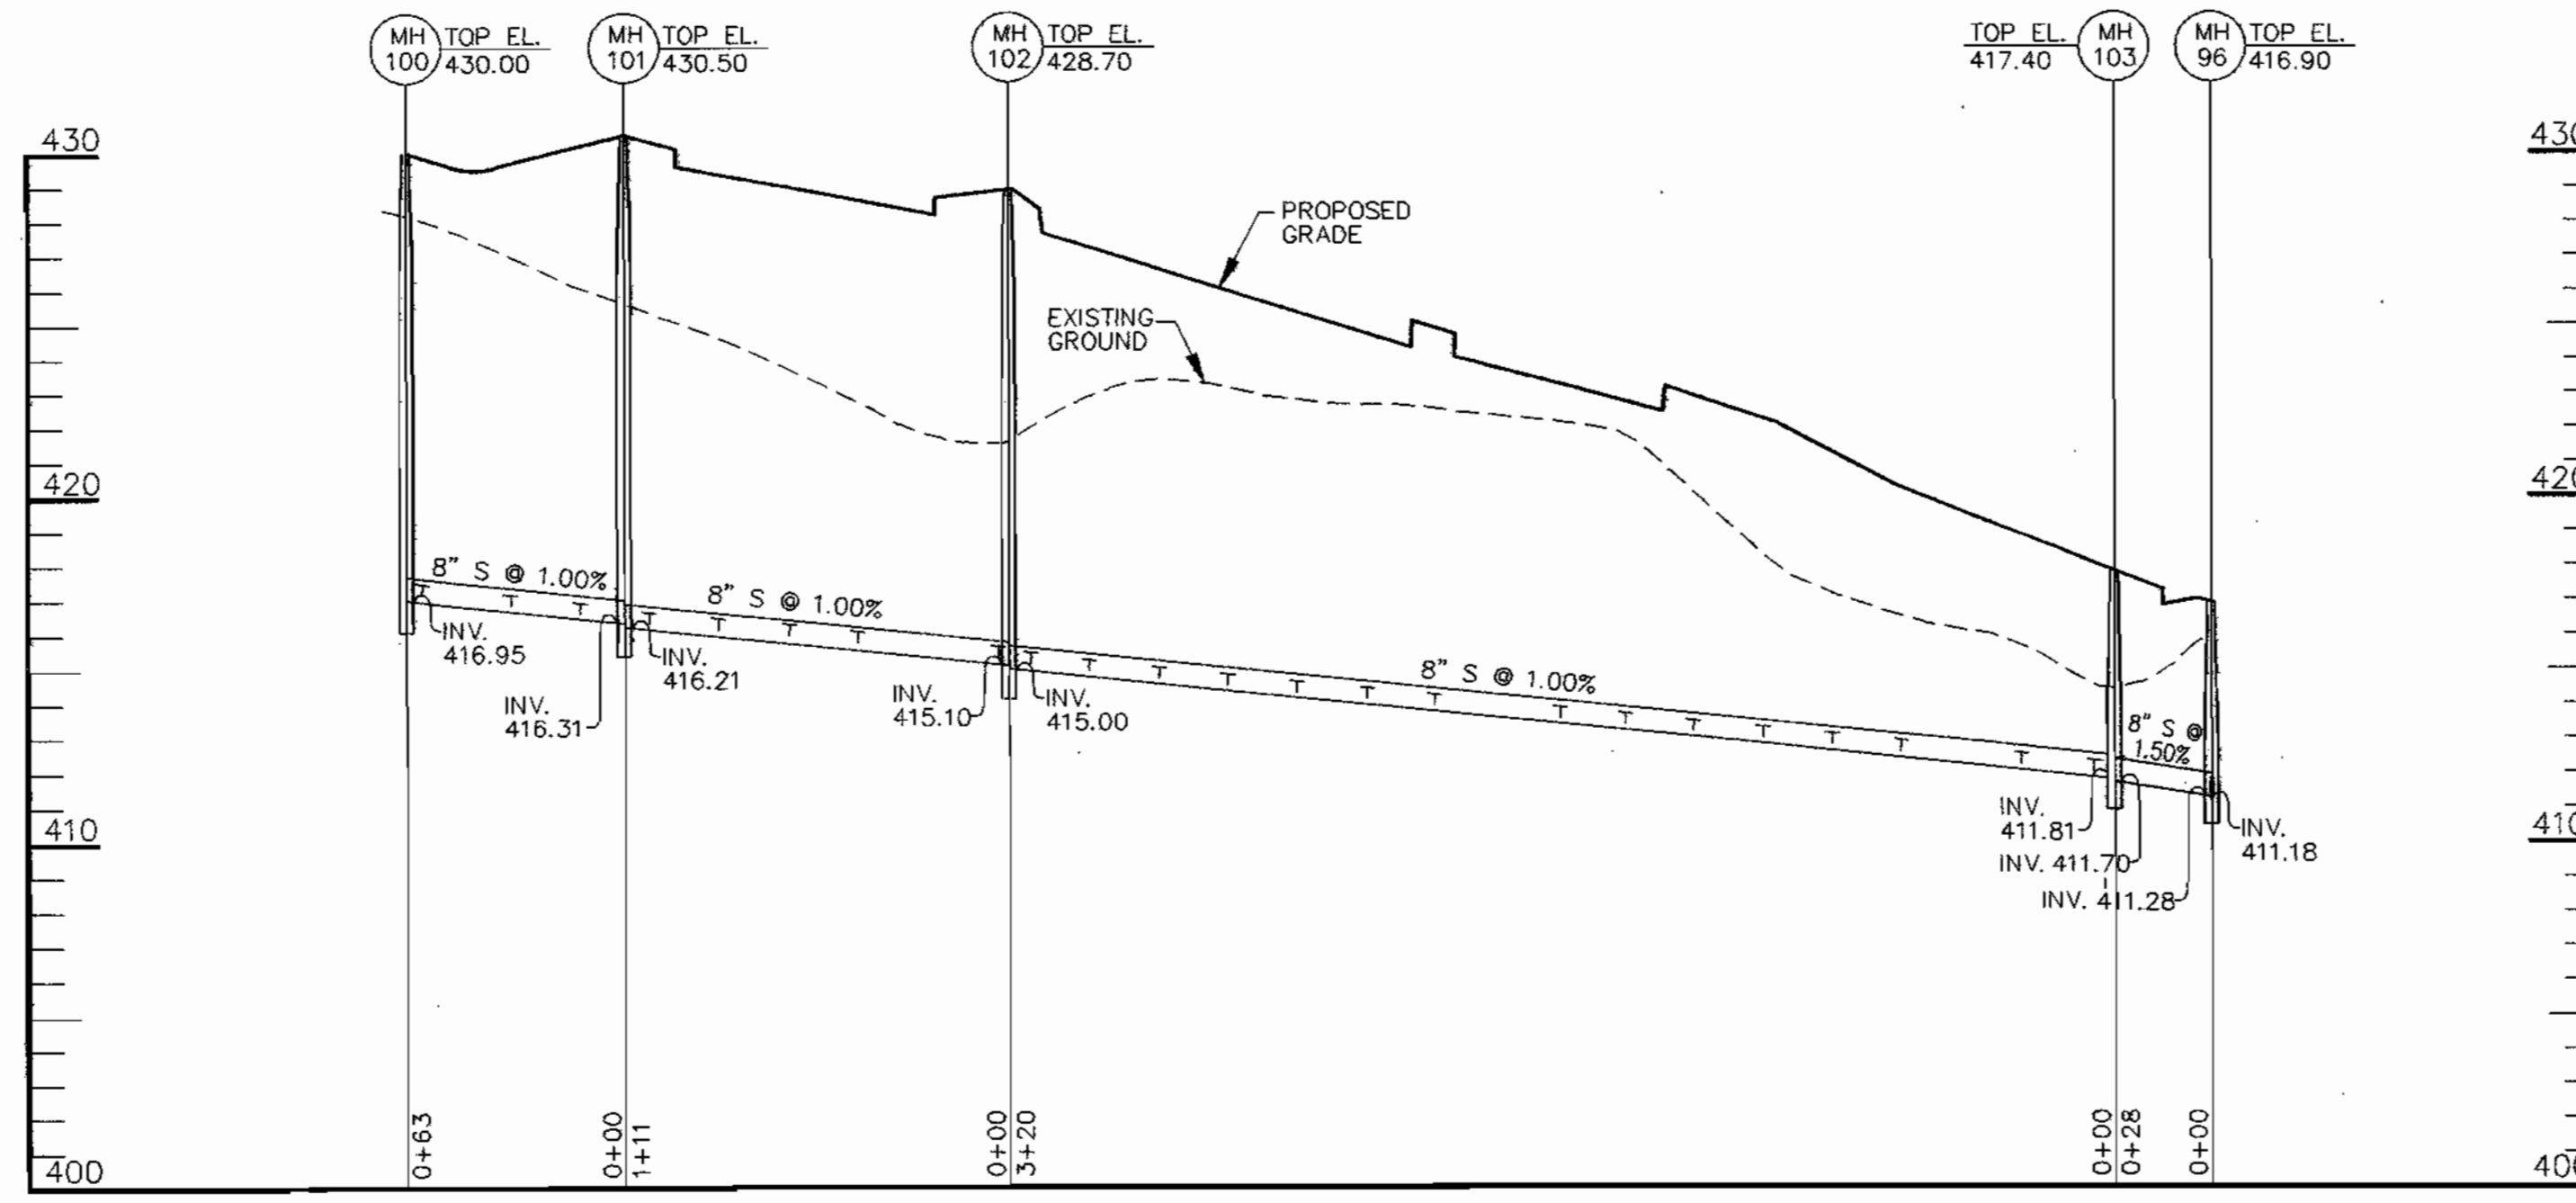 MH
100
TOP EL.
430.00
MH
101
TOP EL.
430.50
MH
102
TOP EL.
428.70
TOP EL.
417.40
MH
103
MH
96
TOP EL.
416.90
430
430
PROPOSED
GRADE
EXISTING
GROUND
420
420
8" S @ 1.00%
8" S @ 1.00%
8" S @ 1.00%
8" S @
1.50%
INV.
416.95
INV.
416.31
INV.
416.21
INV.
415.10
INV.
415.00
INV.
411.81
INV. 411.70
INV. 411.28
INV.
411.18
410
410
0+63
0+00
1+11
0+00
3+20
0+00
0+28
0+00
400
400
T T T
T T T T T
T T T T T T T T T T T T T T T T